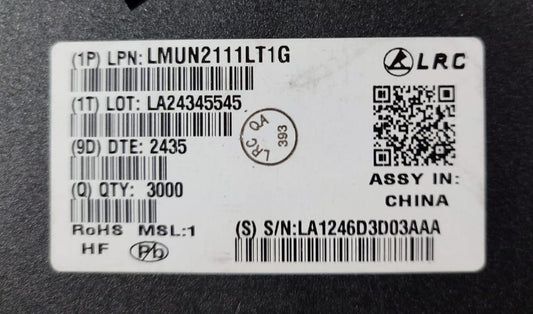 (1P) LPN: LMUN2111LT1G
LRC
(1T) LOT: LA24345545
(9D) DTE: 2435
LRC QA 393
(Q) QTY: 3000
ASSY IN:
CHINA
RoHS MSL:1
(S) S/N:LA1246D3D03AAA
HF Pb